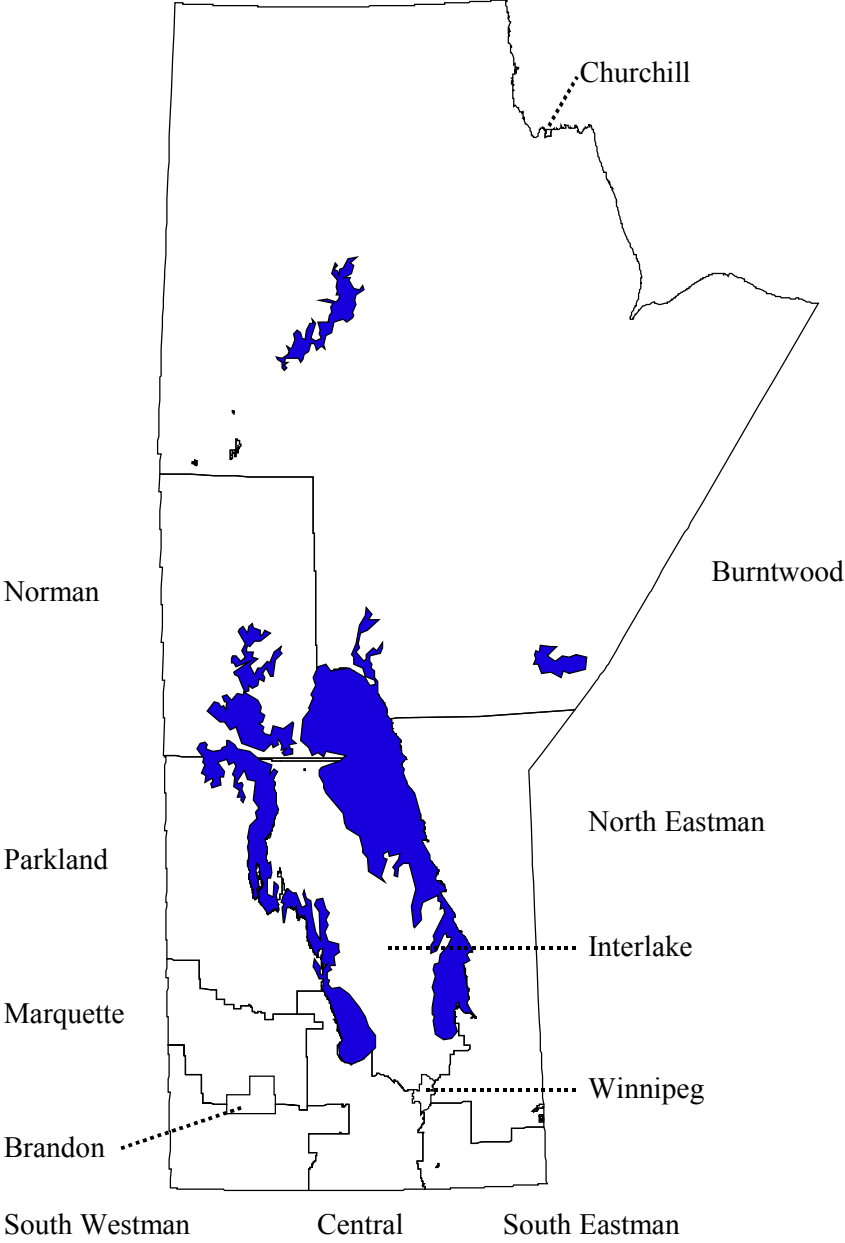 Churchill
Burntwood
Norman
North Eastman
Parkland
Interlake
Marquette
Winnipeg
Brandon
South Westman Central South Eastman